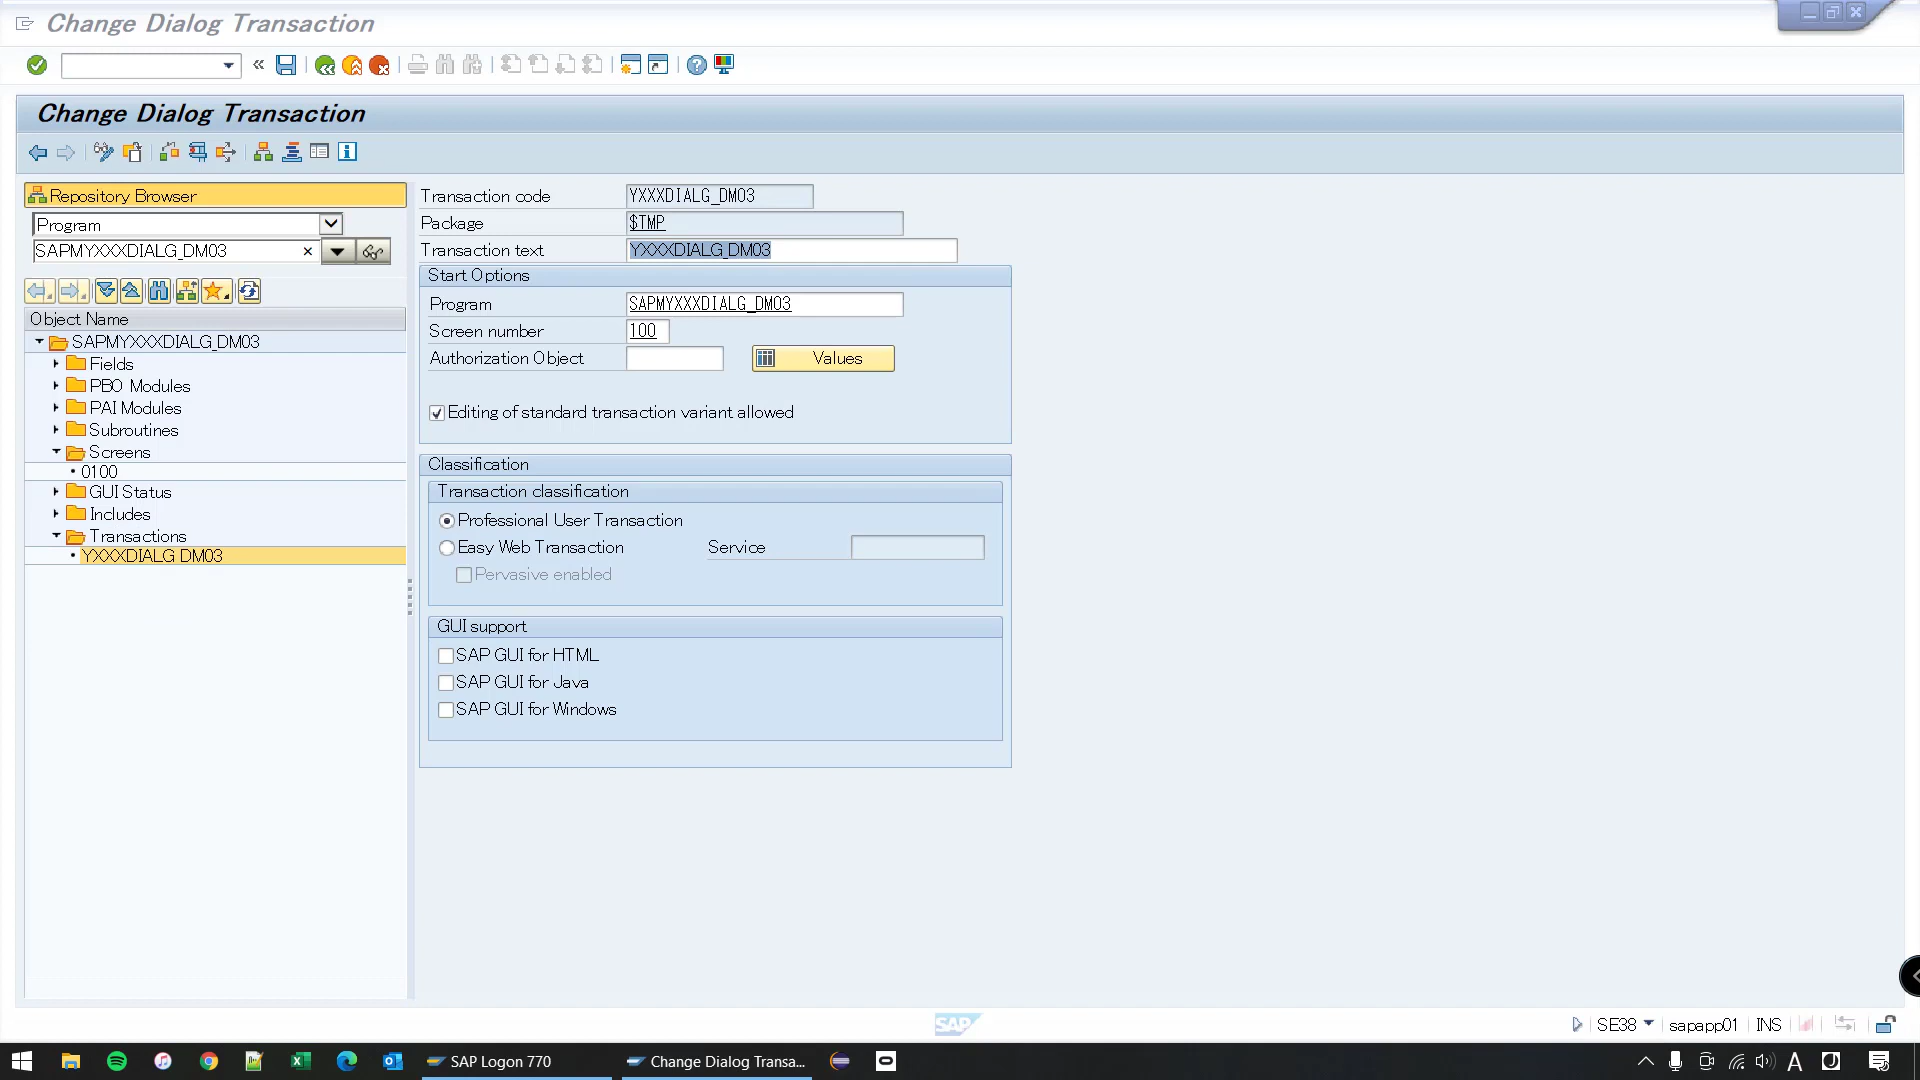 Change Dialog Transaction
Change Dialog Transaction
Repository Browser
Program
SAPMYXXXDIALG_DM03
Object Name
SAPMYXXXDIALG_DM03
Fields
PBO Modules
PAI Modules
Subroutines
Screens
0100
GUI Status
Includes
Transactions
YXXXDIALG_DM03
Transaction code YXXXDIALG_DM03
Package $TMP
Transaction text YXXXDIALG_DM03
Start Options
Program SAPMYXXXDIALG_DM03
Screen number 100
Authorization Object Values
Editing of standard transaction variant allowed
Classification
Transaction classification
Professional User Transaction
Easy Web Transaction Service
Pervasive enabled
GUI support
SAP GUI for HTML
SAP GUI for Java
SAP GUI for Windows
SAP
SE38 sapapp01 INS
SAP Logon 770 Change Dialog Transa... A